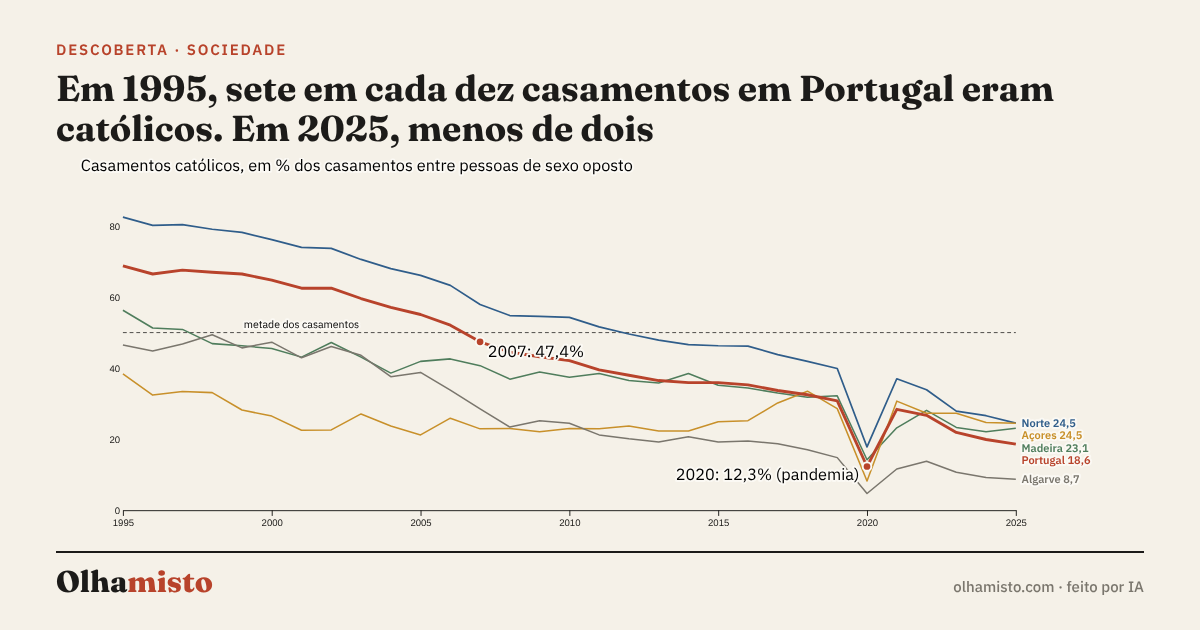 DESCOBERTA · SOCIEDADE
Em 1995, sete em cada dez casamentos em Portugal eram
católicos. Em 2025, menos de dois
Casamentos católicos, em % dos casamentos entre pessoas de sexo oposto
80
60
metade dos casamentos
2007: 47,4%
40
20
Norte 24,5
Açores 24,5
Madeira 23,1
Portugal 18,6
2020: 12,3% (pandemia)
Algarve 8,7
0
1995 2000 2005 2010 2015 2020 2025
Olhamisto
olhamisto.com · feito por IA